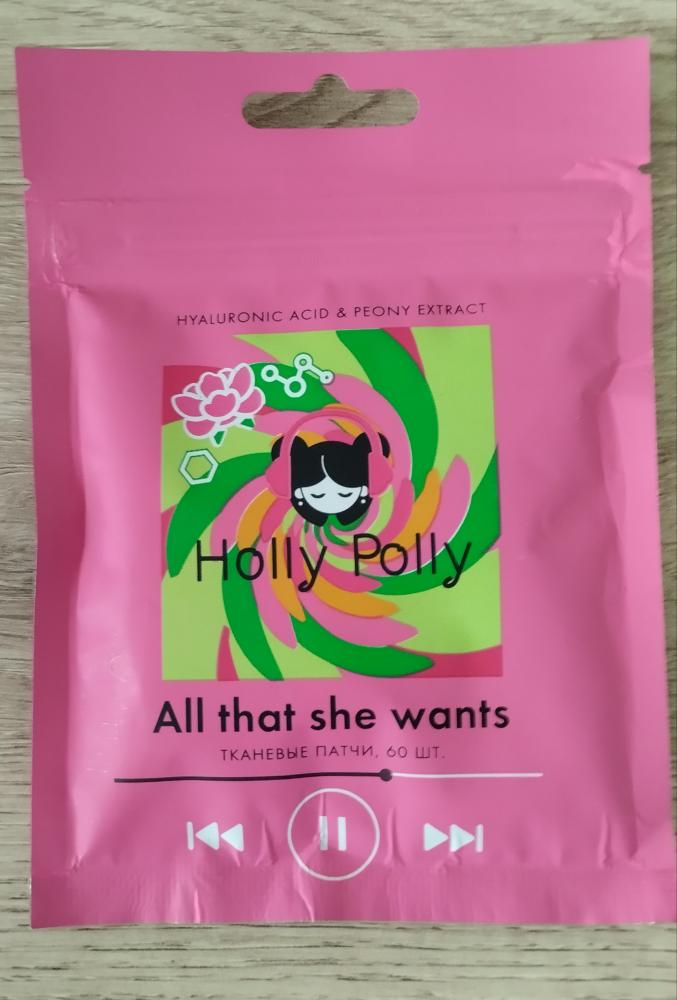 HYALURONIC ACID & PEONY EXTRACT
Holly Polly
All that she wants
ТКАНЕВЫЕ ПАТЧИ, 60 ШТ.